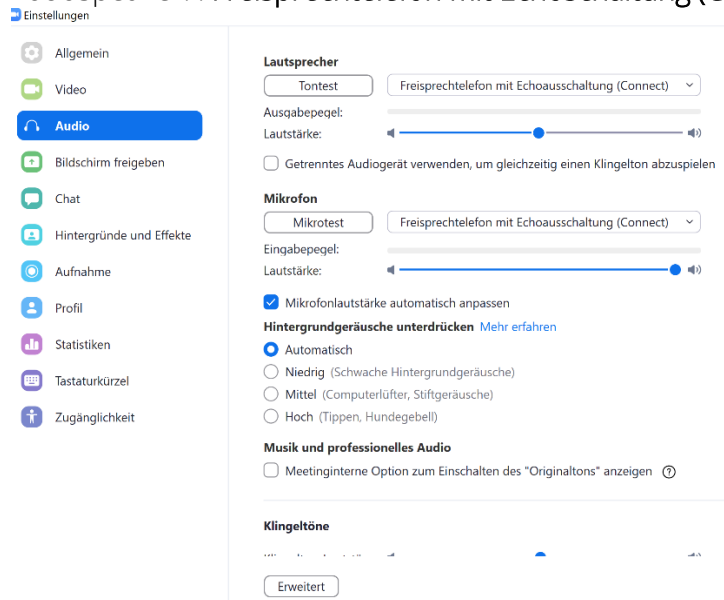 Freisprechtelefon mit Echoschaltung (
Einstellungen
Allgemein
Video
Audio
Bildschirm freigeben
Chat
Hintergründe und Effekte
Aufnahme
Profil
Statistiken
Tastaturkürzel
Zugänglichkeit
Lautsprecher
Tontest Freisprechtelefon mit Echoausschaltung (Connect)
Ausgabepegel:
Lautstärke:
Getrenntes Audiogerät verwenden, um gleichzeitig einen Klingelton abzuspielen
Mikrofon
Mikrotest Freisprechtelefon mit Echoausschaltung (Connect)
Eingabepegel:
Lautstärke:
Mikrofonlautstärke automatisch anpassen
Hintergrundgeräusche unterdrücken Mehr erfahren
Automatisch
Niedrig (Schwache Hintergrundgeräusche)
Mittel (Computerlüfter, Stiftgeräusche)
Hoch (Tippen, Hundegebell)
Musik und professionelles Audio
Meetinginterne Option zum Einschalten des "Originaltons" anzeigen
Klingeltöne
Erweitert